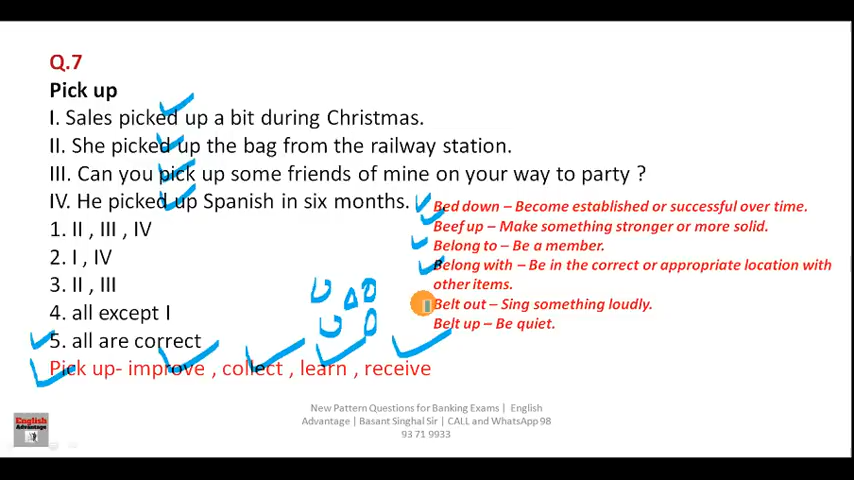 Q.7
Pick up
I. Sales picked up a bit during Christmas.
II. She picked up the bag from the railway station.
III. Can you pick up some friends of mine on your way to party ?
IV. He picked up Spanish in six months.
1. II , III , IV
2. I , IV
3. II , III
4. all except I
5. all are correct
Pick up- improve , collect , learn , receive
Bed down – Become established or successful over time.
Beef up – Make something stronger or more solid.
Belong to – Be a member.
Belong with – Be in the correct or appropriate location with
other items.
Belt out – Sing something loudly.
Belt up – Be quiet.
English
Advantage
New Pattern Questions for Banking Exams | English
Advantage | Basant Singhal Sir | CALL and WhatsApp 98
93 71 9933